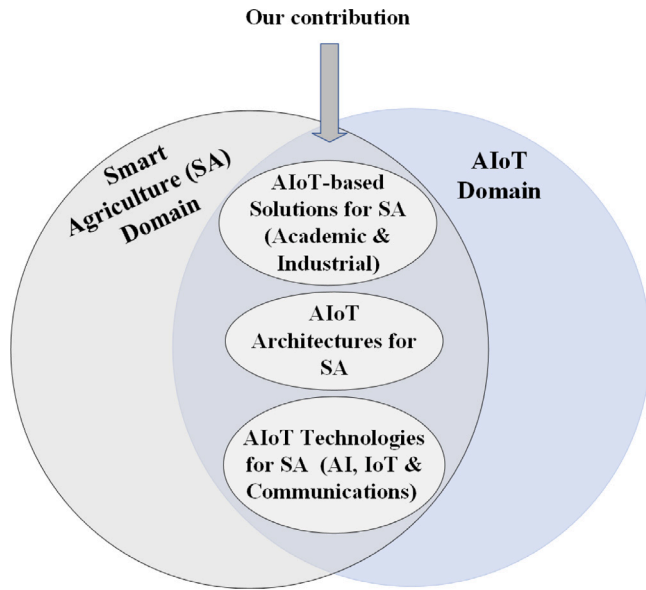 Our contribution
Smart
Agriculture (SA)
Domain
AIoT
Domain
AIoT-based
Solutions for SA
(Academic &
Industrial)
AIoT
Architectures for
SA
AIoT Technologies
for SA (AI, IoT &
Communications)